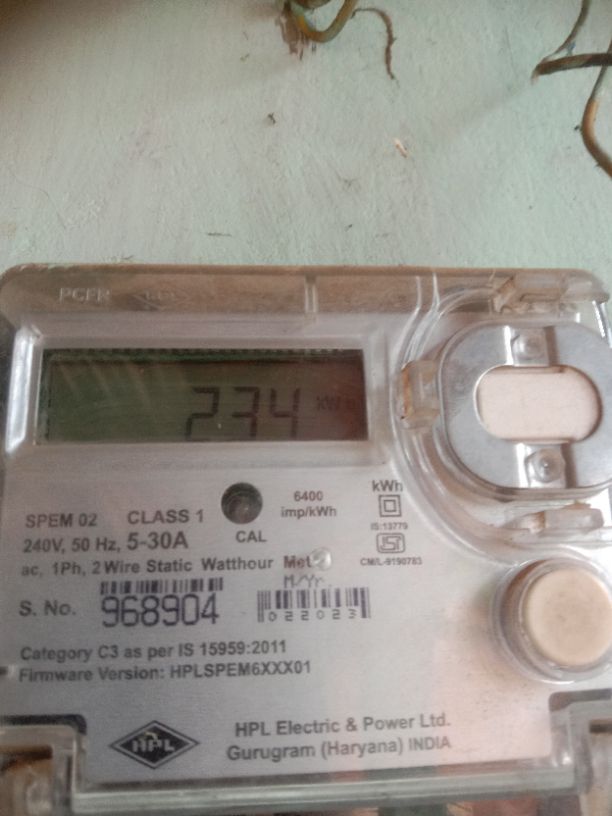 234 kWh
6400
imp/kWh
kWh
IS:13779
SPEM 02 CLASS 1
CAL
240V, 50 Hz, 5-30A
CM/L-9190783
ac, 1Ph, 2 Wire Static Watthour
M/Yr.
S. No. 968904
022023
Category C3 as per IS 15959:2011
Firmware Version: HPLSPEM6XXX01
HPL
HPL Electric & Power Ltd.
Gurugram (Haryana) INDIA